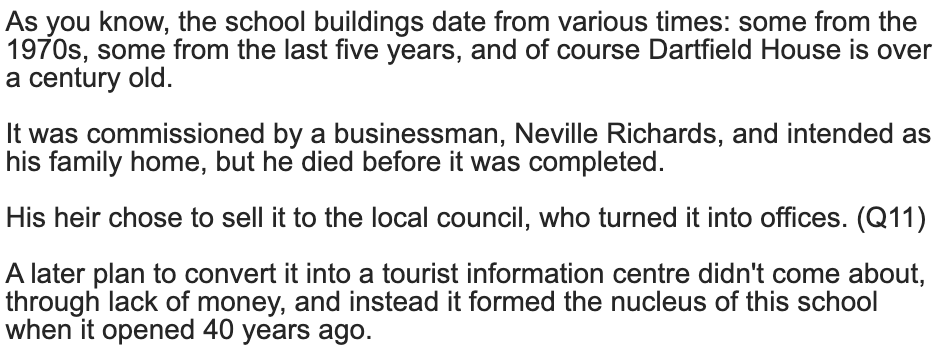 As you know, the school buildings date from various times: some from the
1970s, some from the last five years, and of course Dartfield House is over
a century old.
It was commissioned by a businessman, Neville Richards, and intended as
his family home, but he died before it was completed.
His heir chose to sell it to the local council, who turned it into offices. (Q11)
A later plan to convert it into a tourist information centre didn't come about,
through lack of money, and instead it formed the nucleus of this school
when it opened 40 years ago.